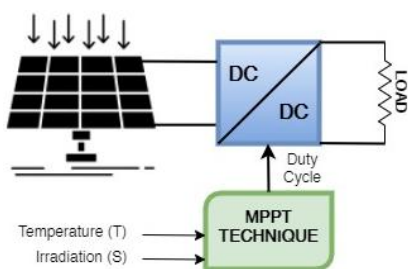 DC
DC
LOAD
Duty
Cycle
MPPT
TECHNIQUE
Temperature (T)
Irradiation (S)